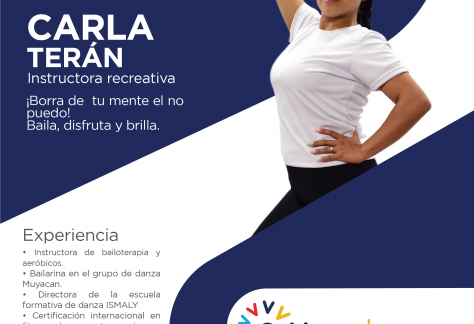 CARLA
TERÁN
Instructora recreativa
¡Borra de tu mente el no
puedo!
Baila, disfruta y brilla.
Experiencia
• Instructora de bailoterapia y
aeróbicos.
• Bailarina en el grupo de danza
Muyacan.
• Directora de la escuela
formativa de danza ISMALY
• Certificación internacional en